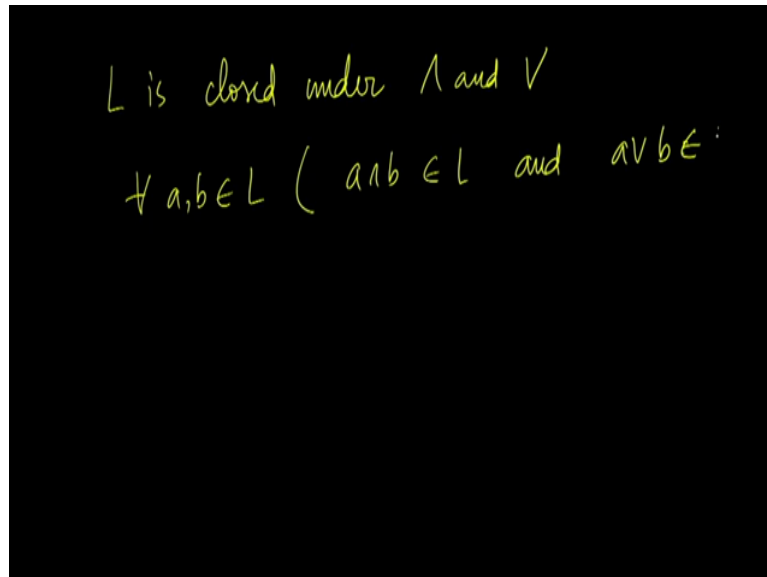 L is closed under ∧ and ∨
∀ a,b ∈ L ( a∧b ∈ L and a∨b ∈